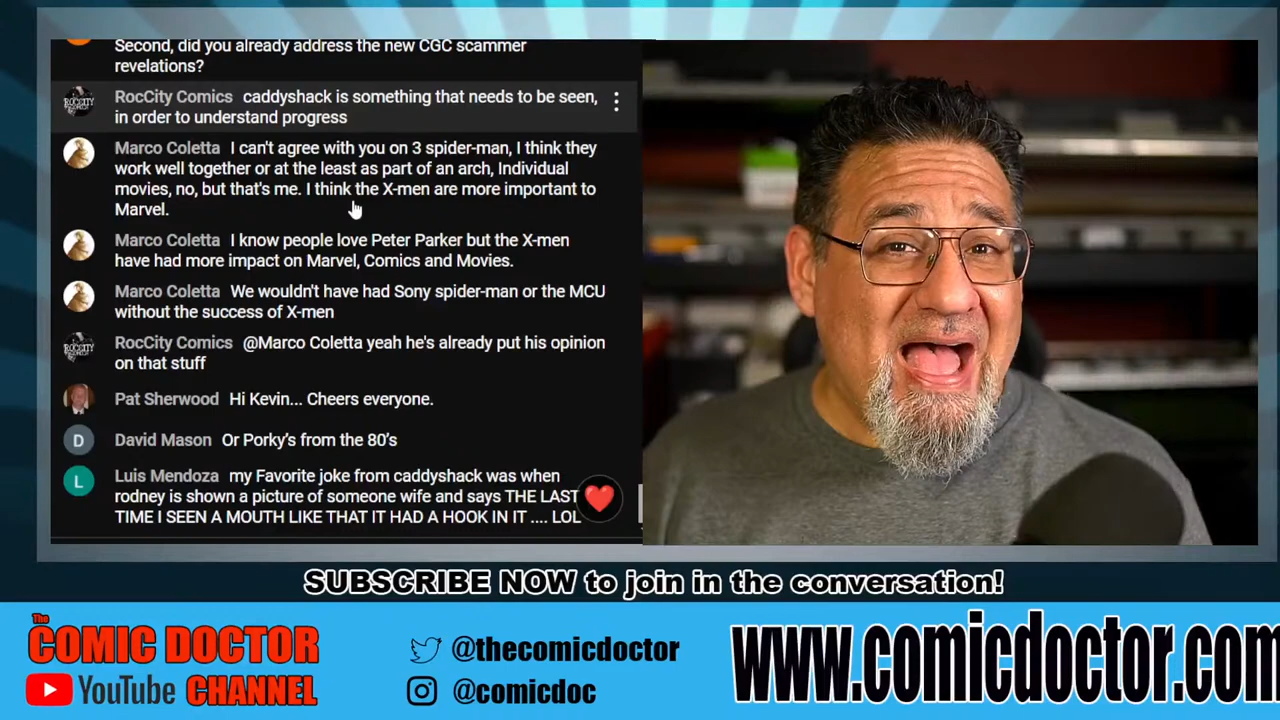 Second, did you already address the new CGC scammer
revelations?
RocCity Comics caddyshack is something that needs to be seen,
in order to understand progress
Marco Coletta I can't agree with you on 3 spider-man, I think they
work well together or at the least as part of an arch, Individual
movies, no, but that's me. I think the X-men are more important to
Marvel.
Marco Coletta I know people love Peter Parker but the X-men
have had more impact on Marvel, Comics and Movies.
Marco Coletta We wouldn't have had Sony spider-man or the MCU
without the success of X-men
RocCity Comics @Marco Coletta yeah he's already put his opinion
on that stuff
Pat Sherwood Hi Kevin... Cheers everyone.
D David Mason Or Porky's from the 80's
L Luis Mendoza my Favorite joke from caddyshack was when
rodney is shown a picture of someone wife and says THE LAST
TIME I SEEN A MOUTH LIKE THAT IT HAD A HOOK IN IT .... LOL
SUBSCRIBE NOW to join in the conversation!
The
COMIC DOCTOR
YouTube CHANNEL
@thecomicdoctor
@comicdoc
www.comicdoctor.com